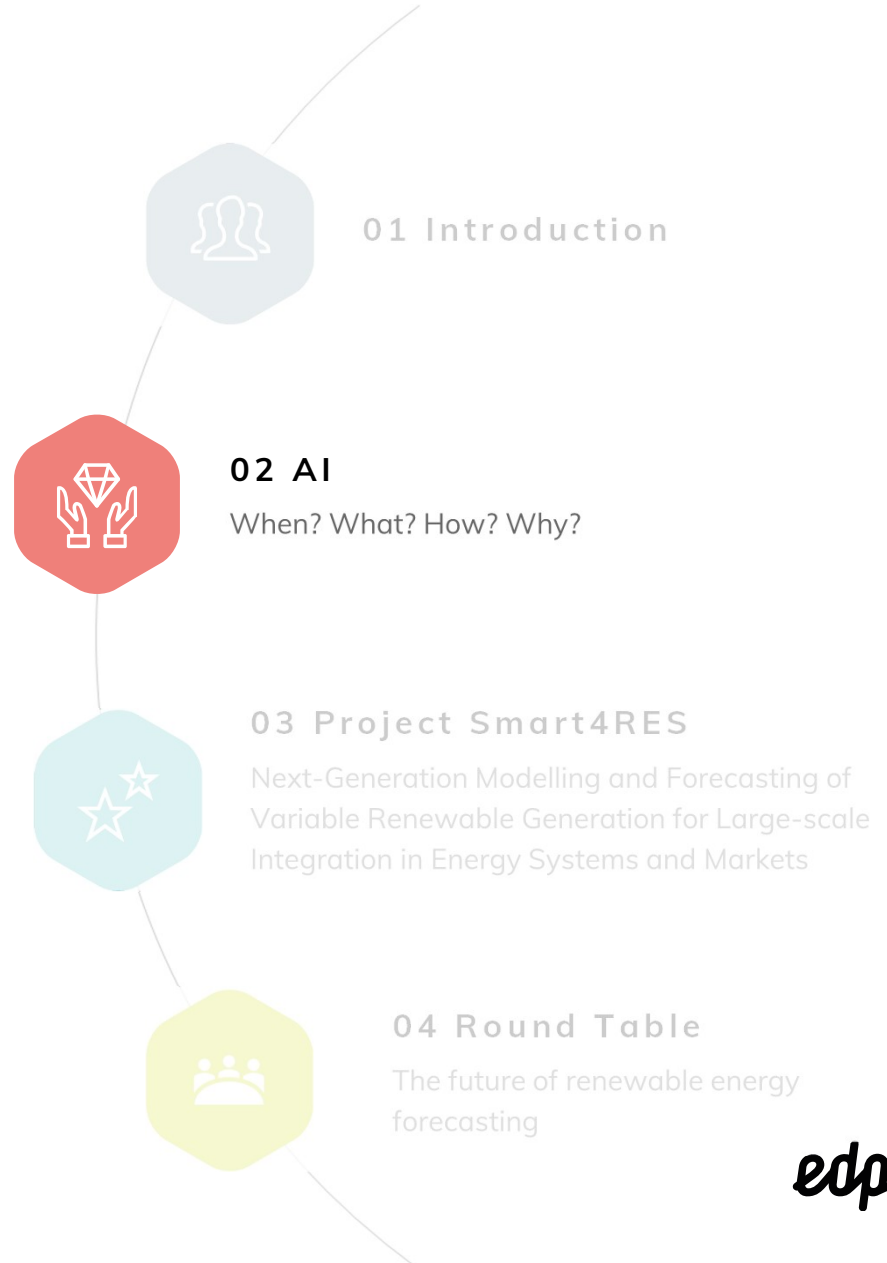 01 Introduction
02 AI
When? What? How? Why?
03 Project Smart4RES
Next-Generation Modelling and Forecasting of
Variable Renewable Generation for Large-scale
Integration in Energy Systems and Markets
04 Round Table
The future of renewable energy
forecasting
edp